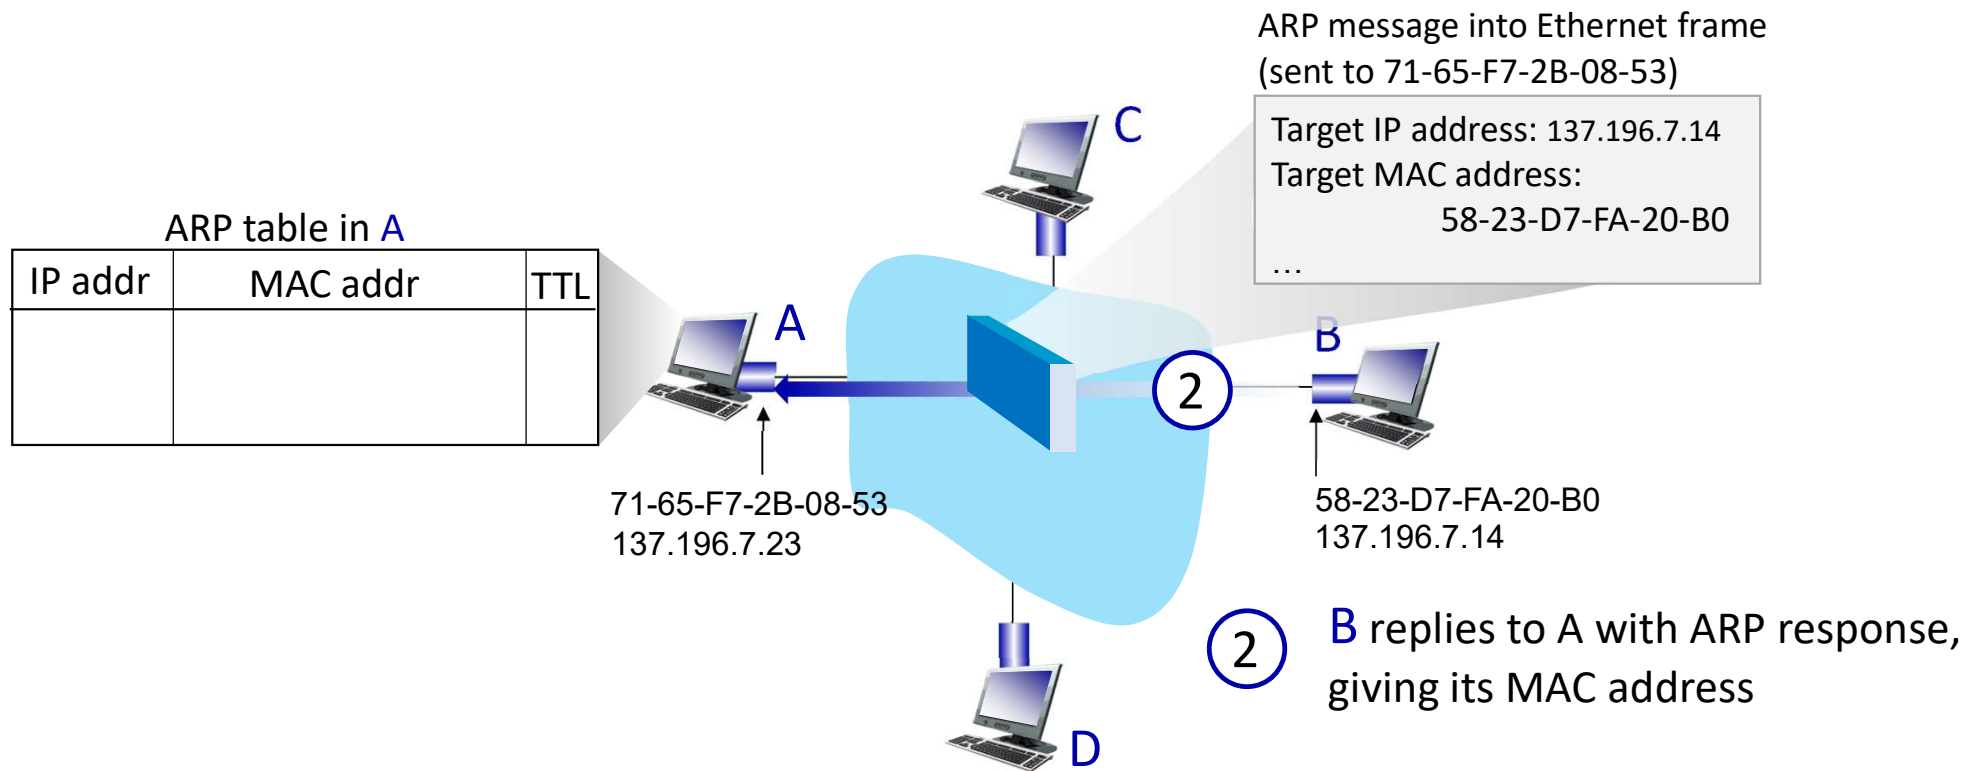 ARP message into Ethernet frame
(sent to 71-65-F7-2B-08-53)
Target IP address: 137.196.7.14
Target MAC address:
58-23-D7-FA-20-B0
...
C
ARP table in A
IP addr MAC addr TTL
A
B
2
71-65-F7-2B-08-53
137.196.7.23
58-23-D7-FA-20-B0
137.196.7.14
2 B replies to A with ARP response,
giving its MAC address
D